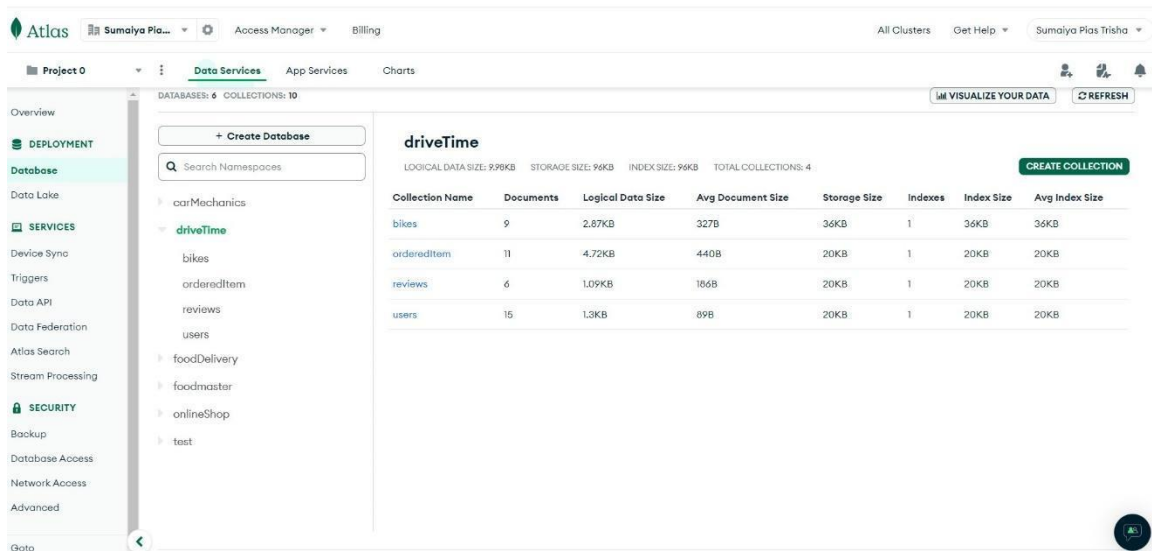 Atlas Sumaiya Pia... Access Manager Billing All Clusters Get Help Sumaiya Pias Trisha
Project 0 Data Services App Services Charts
DATABASES: 6 COLLECTIONS: 10 VISUALIZE YOUR DATA REFRESH
Overview
DEPLOYMENT
Database
Data Lake
SERVICES
Device Sync
Triggers
Data API
Data Federation
Atlas Search
Stream Processing
SECURITY
Backup
Database Access
Network Access
Advanced
Goto
+ Create Database
Search Namespaces
carMechanics
driveTime
bikes
orderedItem
reviews
users
foodDelivery
foodmaster
onlineShop
test
driveTime
LOGICAL DATA SIZE: 9.98KB STORAGE SIZE: 96KB INDEX SIZE: 96KB TOTAL COLLECTIONS: 4 CREATE COLLECTION
Collection Name Documents Logical Data Size Avg Document Size Storage Size Indexes Index Size Avg Index Size
bikes 9 2.87KB 327B 36KB 1 36KB 36KB
orderedItem 11 4.72KB 440B 20KB 1 20KB 20KB
reviews 6 1.09KB 186B 20KB 1 20KB 20KB
users 15 1.3KB 89B 20KB 1 20KB 20KB